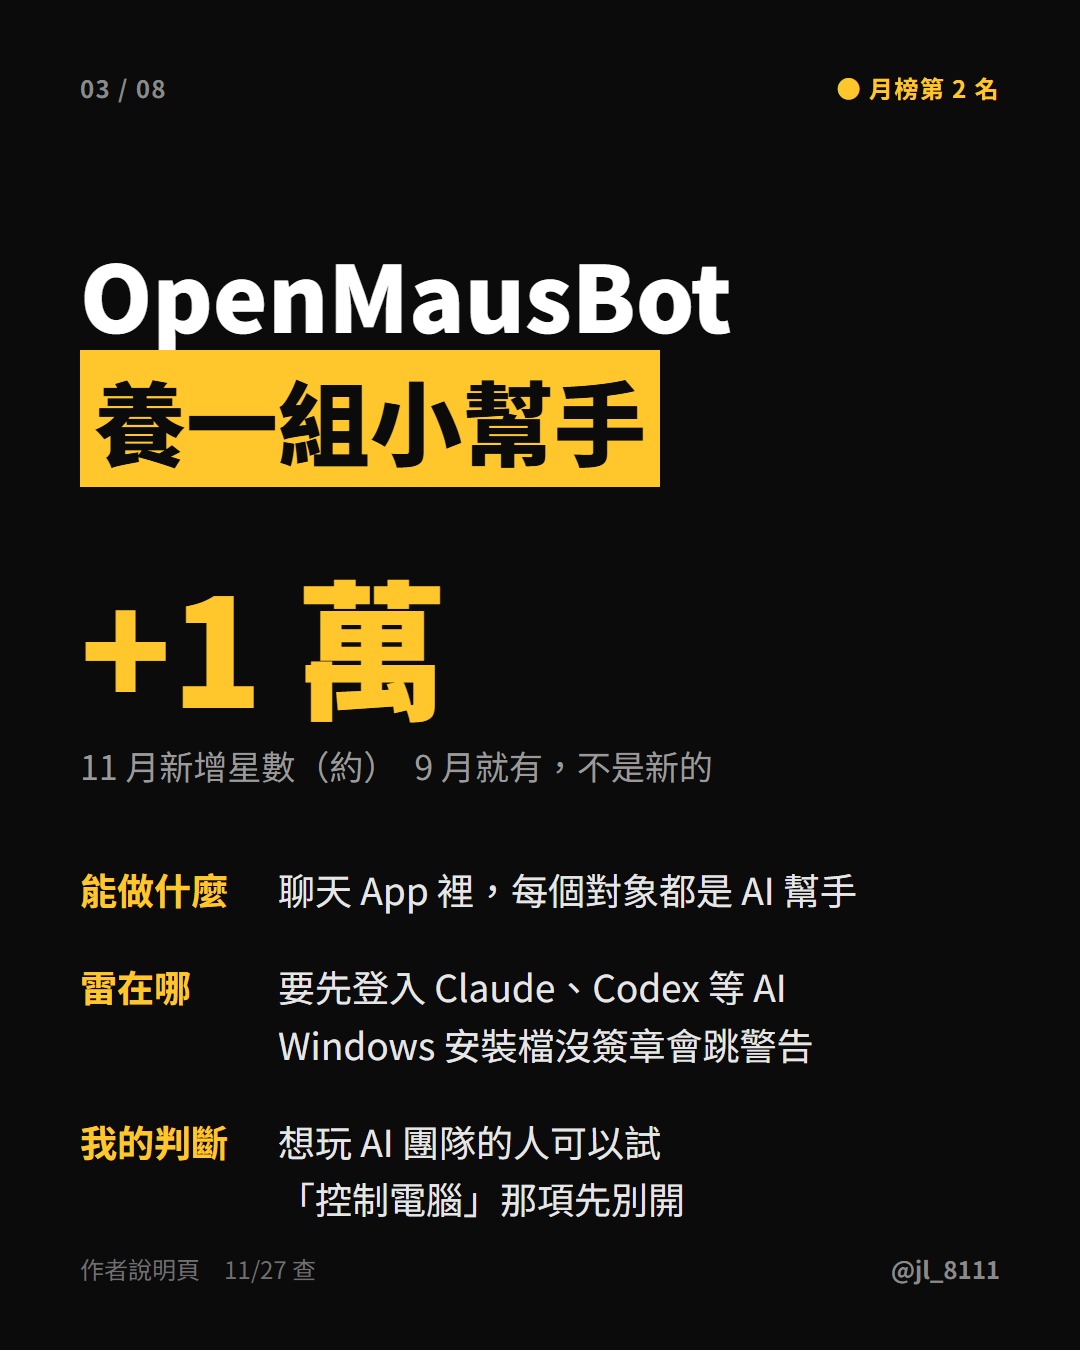 03 / 08
月榜第 2 名
OpenMausBot
養一組小幫手
+1 萬
11 月新增星數（約） 9 月就有，不是新的
能做什麼 聊天 App 裡，每個對象都是 AI 幫手
雷在哪 要先登入 Claude、Codex 等 AI
Windows 安裝檔沒簽章會跳警告
我的判斷 想玩 AI 團隊的人可以試
「控制電腦」那項先別開
作者說明頁 11/27 查
@jl_8111